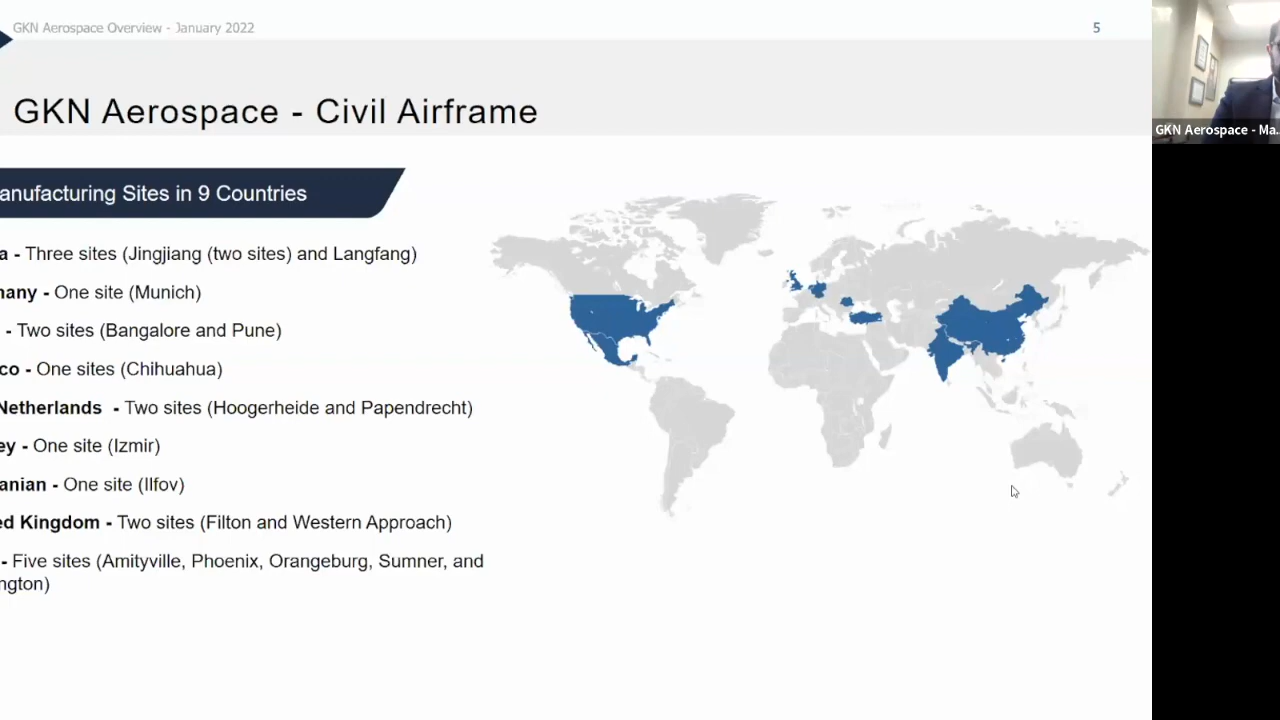 GKN Aerospace Overview - January 2022
5
GKN Aerospace - Civil Airframe
anufacturing Sites in 9 Countries
a - Three sites (Jingjiang (two sites) and Langfang)
many - One site (Munich)
- Two sites (Bangalore and Pune)
co - One sites (Chihuahua)
Netherlands - Two sites (Hoogerheide and Papendrecht)
ey - One site (Izmir)
anian - One site (Ilfov)
ed Kingdom - Two sites (Filton and Western Approach)
- Five sites (Amityville, Phoenix, Orangeburg, Sumner, and
ngton)
GKN Aerospace - Ma...